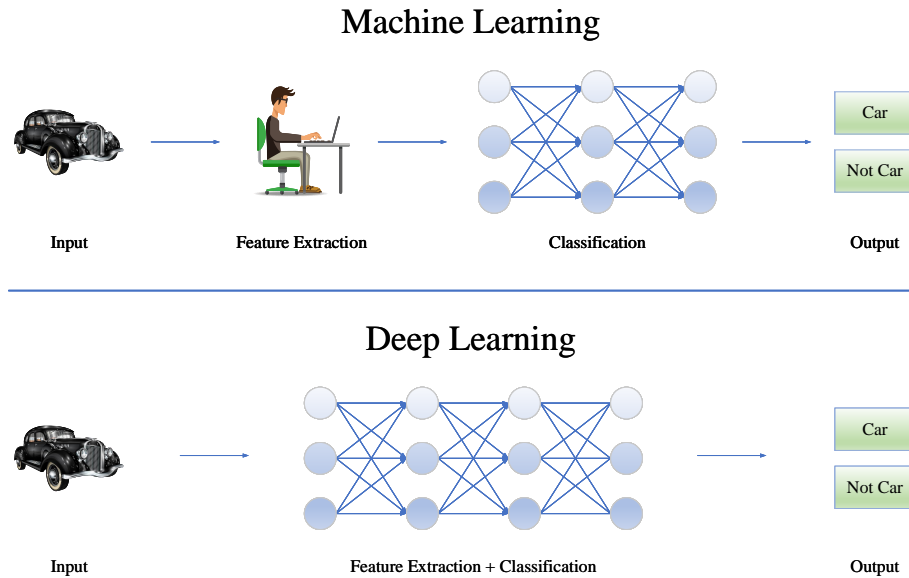 Machine Learning
Car
Not Car
Input
Feature Extraction
Classification
Output
Deep Learning
Car
Not Car
Input
Feature Extraction + Classification
Output